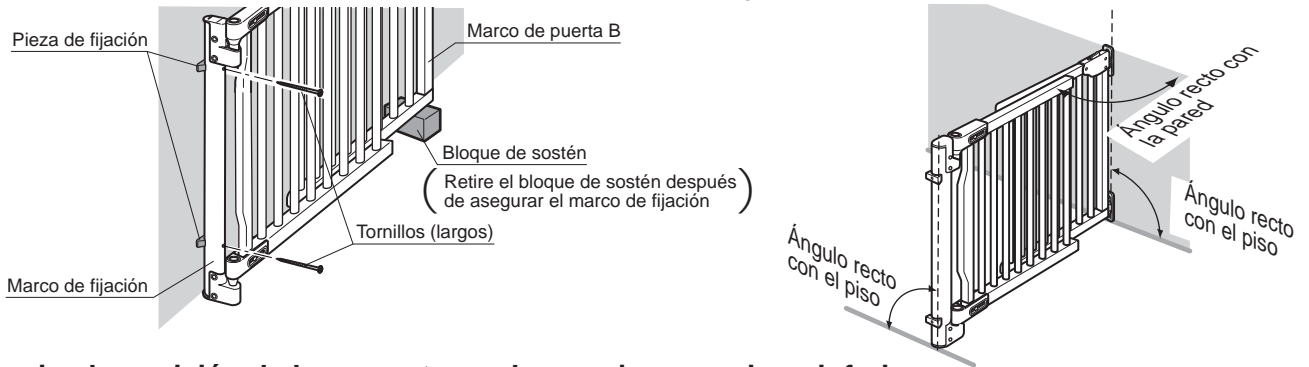 Pieza de fijación
Marco de puerta B
Bloque de sostén
( Retire el bloque de sostén después
de asegurar el marco de fijación )
Tornillos (largos)
Marco de fijación
Ángulo recto con
la pared
Ángulo recto
con el piso
Ángulo recto
con el piso